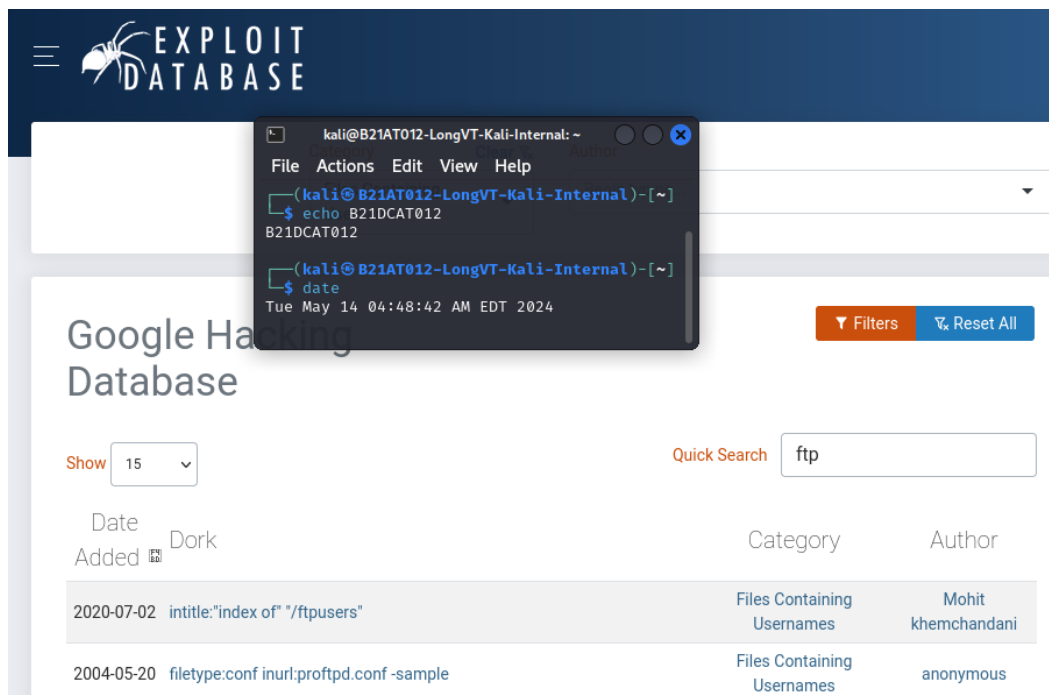 EXPLOIT
DATABASE
kali@B21AT012-LongVT-Kali-Internal: ~
File Actions Edit View Help
Category
Clear
Author
┌──(kali㉿B21AT012-LongVT-Kali-Internal)-[~]
└─$ echo B21DCAT012
B21DCAT012
┌──(kali㉿B21AT012-LongVT-Kali-Internal)-[~]
└─$ date
Tue May 14 04:48:42 AM EDT 2024
Google Hacking
Database
Filters
Reset All
Show 15
Quick Search ftp
Date
Added
Dork
Category
Author
2020-07-02 intitle:"index of" "/ftpusers"
Files Containing
Usernames
Mohit
khemchandani
2004-05-20 filetype:conf inurl:proftpd.conf -sample
Files Containing
Usernames
anonymous